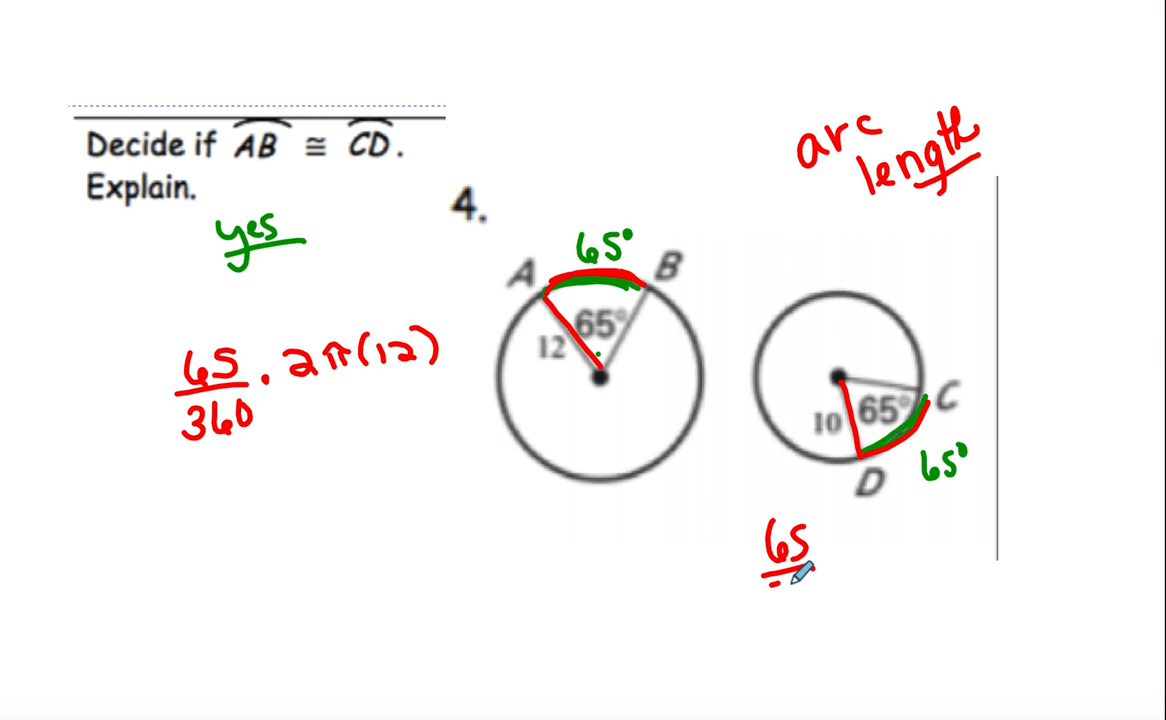 Decide if AB ≅ CD.
Explain.
yes
4.
arc
length
65°
A
B
65°
12
65
360
· 2π(12)
65°
C
10
65°
D
65